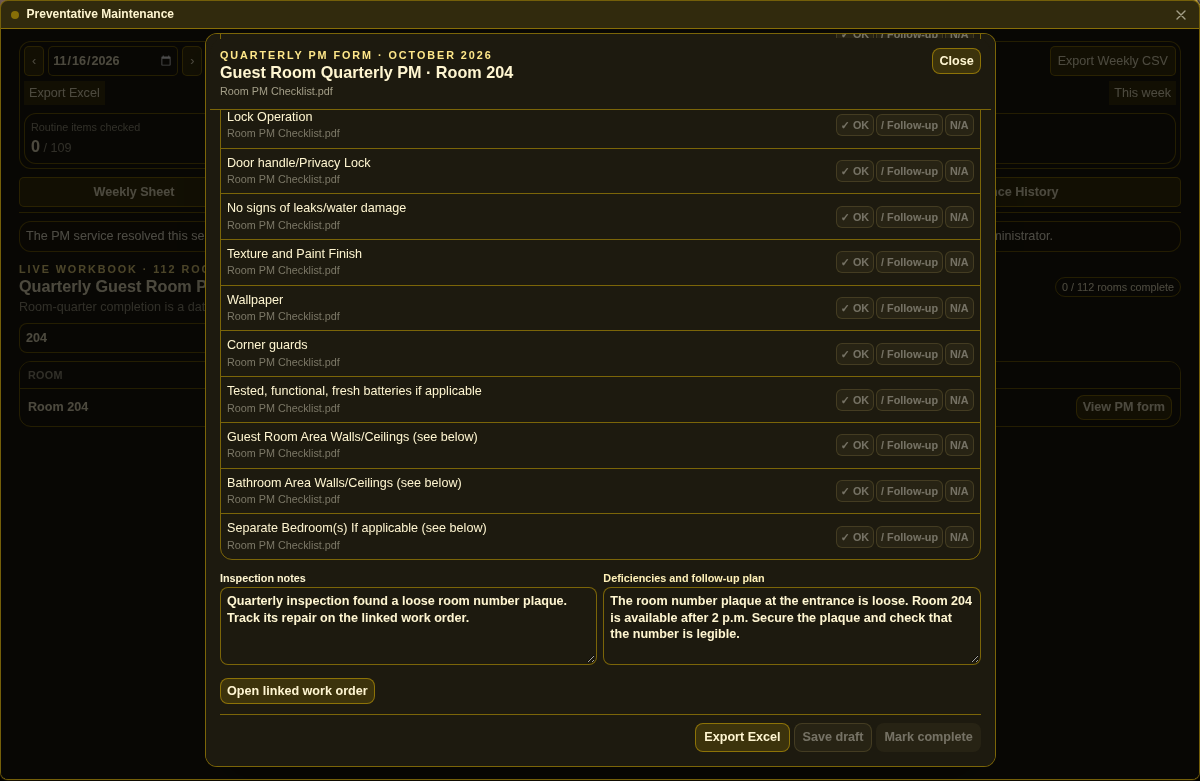 Preventative Maintenance
‹
11/16/2026
›
Export Weekly CSV
Export Excel
This week
Routine items checked
0 / 109
Weekly Sheet
nce History
The PM service resolved this se
ministrator.
LIVE WORKBOOK · 112 ROO
Quarterly Guest Room P
0 / 112 rooms complete
Room-quarter completion is a dat
204
ROOM
Room 204
View PM form
✓ OK / Follow-up N/A
QUARTERLY PM FORM · OCTOBER 2026
Guest Room Quarterly PM · Room 204
Room PM Checklist.pdf
Close
Lock Operation
Room PM Checklist.pdf
✓ OK / Follow-up N/A
Door handle/Privacy Lock
Room PM Checklist.pdf
✓ OK / Follow-up N/A
No signs of leaks/water damage
Room PM Checklist.pdf
✓ OK / Follow-up N/A
Texture and Paint Finish
Room PM Checklist.pdf
✓ OK / Follow-up N/A
Wallpaper
Room PM Checklist.pdf
✓ OK / Follow-up N/A
Corner guards
Room PM Checklist.pdf
✓ OK / Follow-up N/A
Tested, functional, fresh batteries if applicable
Room PM Checklist.pdf
✓ OK / Follow-up N/A
Guest Room Area Walls/Ceilings (see below)
Room PM Checklist.pdf
✓ OK / Follow-up N/A
Bathroom Area Walls/Ceilings (see below)
Room PM Checklist.pdf
✓ OK / Follow-up N/A
Separate Bedroom(s) If applicable (see below)
Room PM Checklist.pdf
✓ OK / Follow-up N/A
Inspection notes
Quarterly inspection found a loose room number plaque.
Track its repair on the linked work order.
Deficiencies and follow-up plan
The room number plaque at the entrance is loose. Room 204
is available after 2 p.m. Secure the plaque and check that
the number is legible.
Open linked work order
Export Excel
Save draft
Mark complete